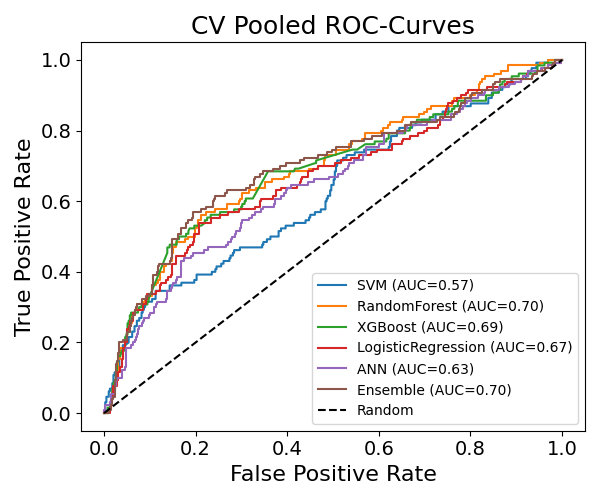 CV Pooled ROC-Curves
True Positive Rate
1.0
0.8
0.6
0.4
0.2
0.0
SVM (AUC=0.57)
RandomForest (AUC=0.70)
XGBoost (AUC=0.69)
LogisticRegression (AUC=0.67)
ANN (AUC=0.63)
Ensemble (AUC=0.70)
Random
0.0 0.2 0.4 0.6 0.8 1.0
False Positive Rate